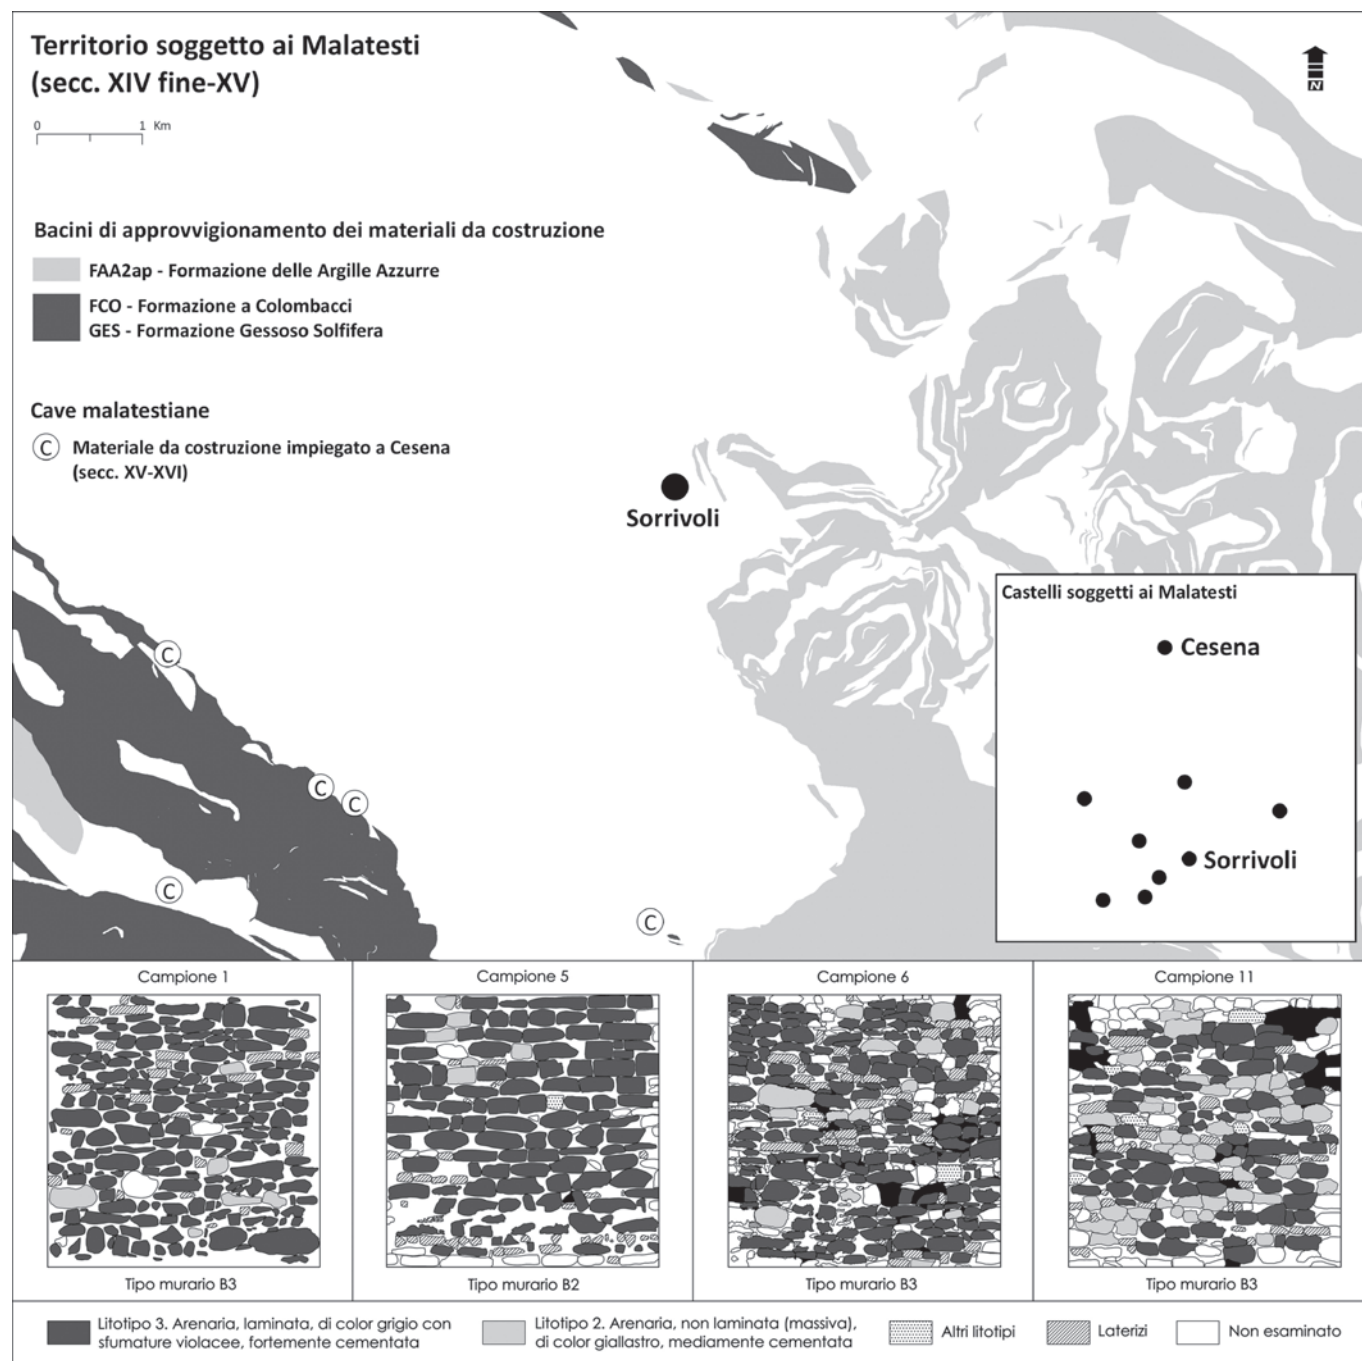 Territorio soggetto ai Malatesti
(secc. XIV fine-XV)
0 1 Km
N
Bacini di approvvigionamento dei materiali da costruzione
FAA2ap - Formazione delle Argille Azzurre
FCO - Formazione a Colombacci
GES - Formazione Gessoso Solfifera
Cave malatestiane
C Materiale da costruzione impiegato a Cesena
(secc. XV-XVI)
Sorrivoli
C
C
C
C
C
Castelli soggetti ai Malatesti
Cesena
Sorrivoli
Campione 1
Tipo murario B3
Campione 5
Tipo murario B2
Campione 6
Tipo murario B3
Campione 11
Tipo murario B3
Litotipo 3. Arenaria, laminata, di color grigio con
sfumature violacee, fortemente cementata
Litotipo 2. Arenaria, non laminata (massiva),
di color giallastro, mediamente cementata
Altri litotipi
Laterizi
Non esaminato